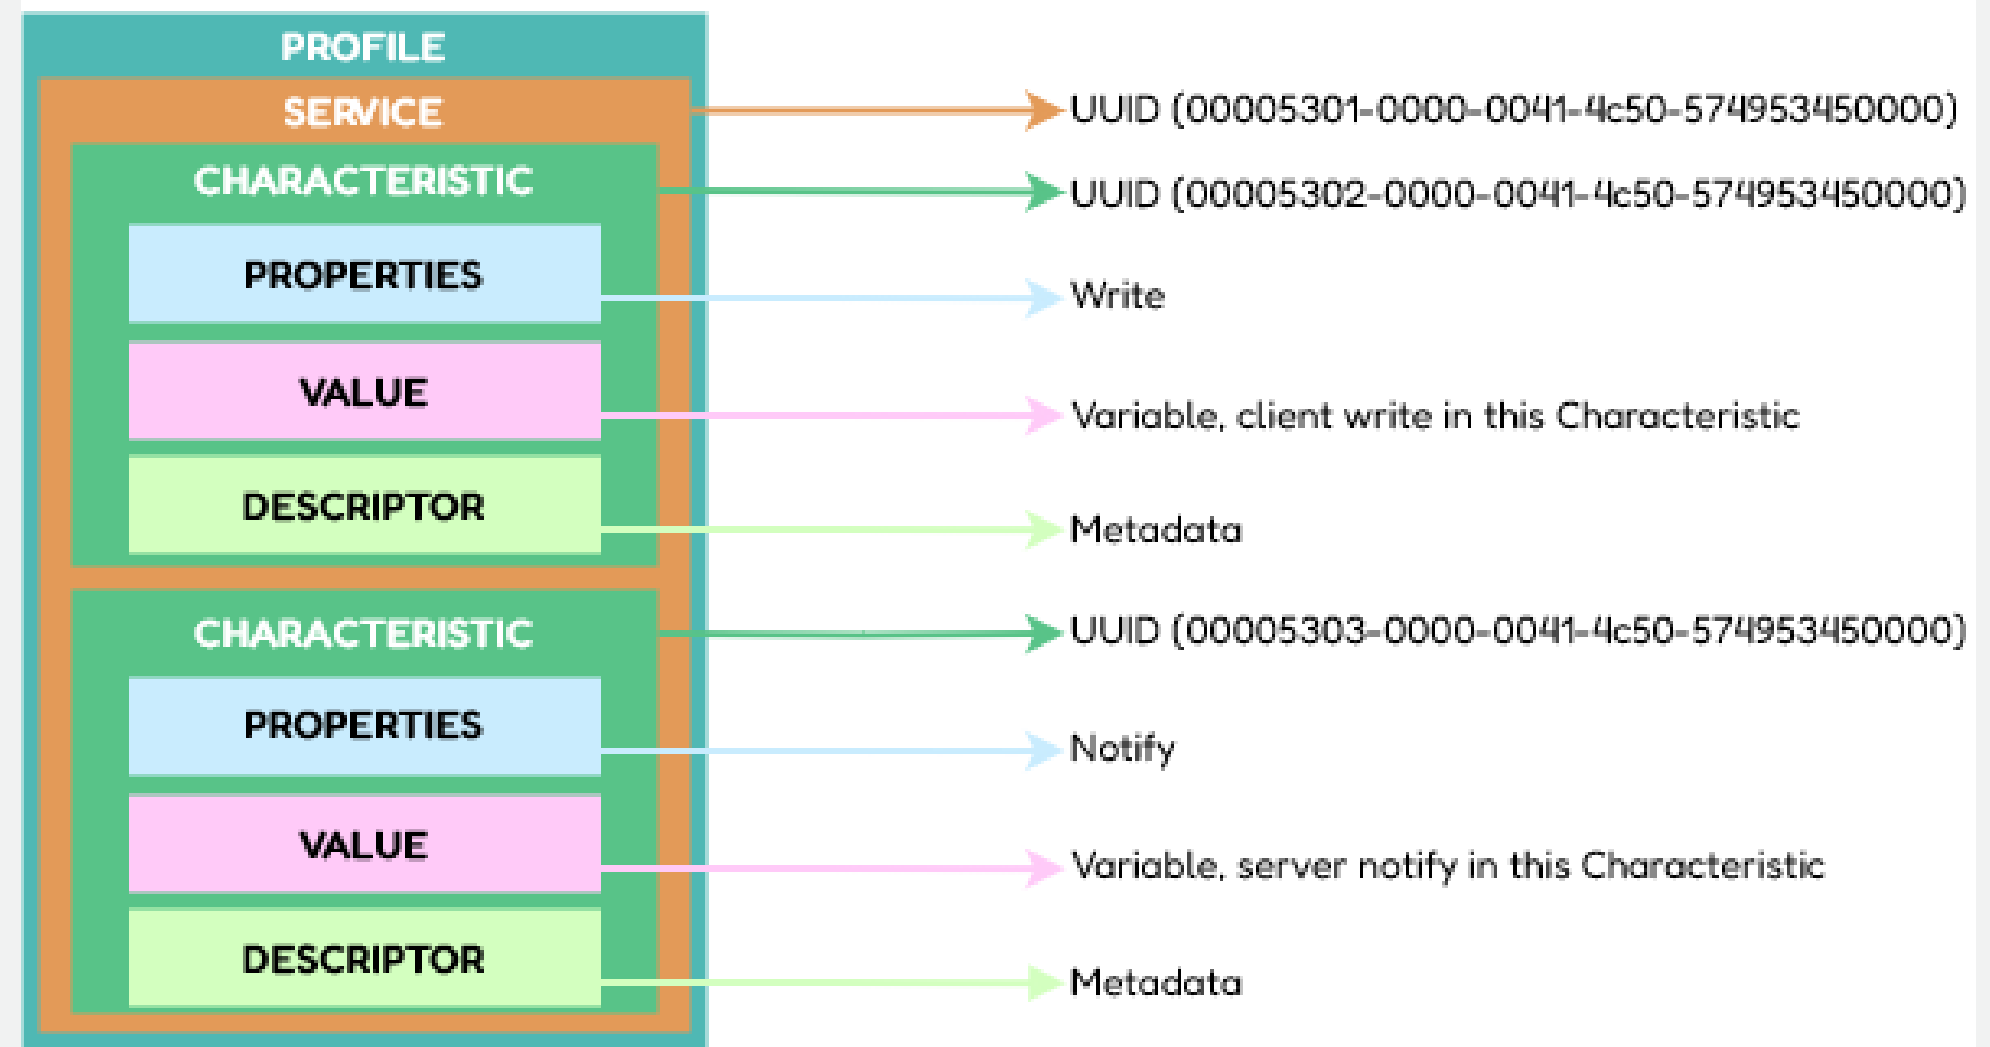 PROFILE
SERVICE
UUID (00005301-0000-0041-4c50-574953450000)
CHARACTERISTIC
UUID (00005302-0000-0041-4c50-574953450000)
PROPERTIES
Write
VALUE
Variable, client write in this Characteristic
DESCRIPTOR
Metadata
CHARACTERISTIC
UUID (00005303-0000-0041-4c50-574953450000)
PROPERTIES
Notify
VALUE
Variable, server notify in this Characteristic
DESCRIPTOR
Metadata